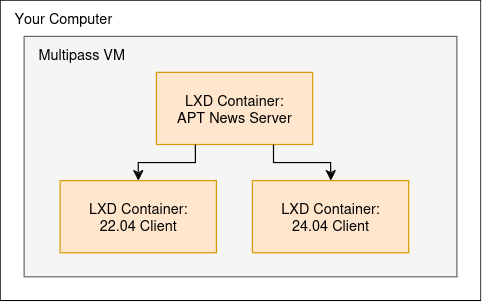 Your Computer
Multipass VM
LXD Container:
APT News Server
LXD Container:
22.04 Client
LXD Container:
24.04 Client